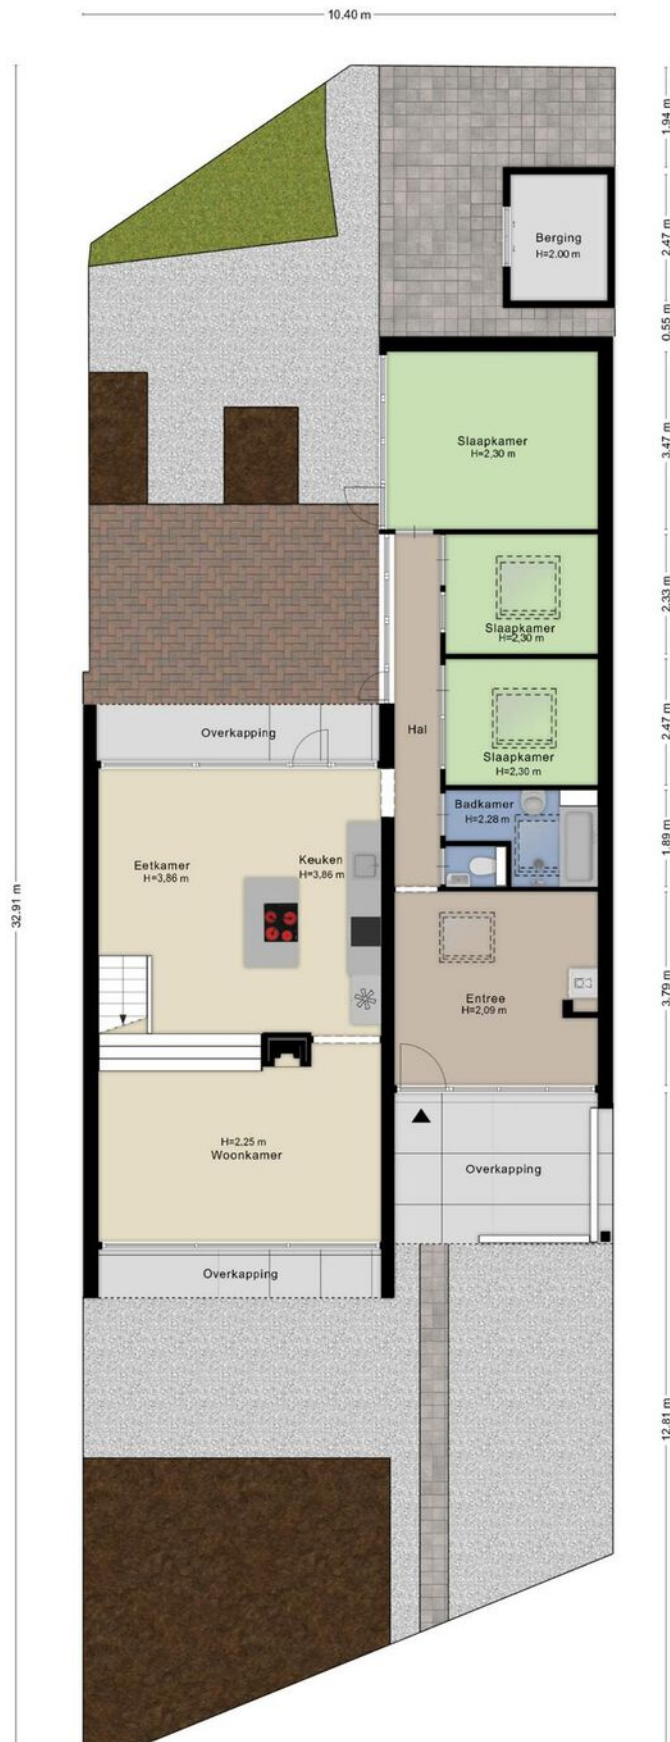 10.40 m
1.94 m
Berging
H=2.00 m
2.47 m
0.55 m
Slaapkamer
H=2,30 m
3.47 m
Slaapkamer
H=2,30 m
2.33 m
Overkapping
Hal
Slaapkamer
H=2,30 m
2.47 m
Badkamer
H=2.28 m
1.89 m
Eetkamer
H=3,86 m
Keuken
H=3,86 m
32.91 m
Entree
H=2,09 m
3.79 m
H=2.25 m
Woonkamer
Overkapping
Overkapping
12.81 m